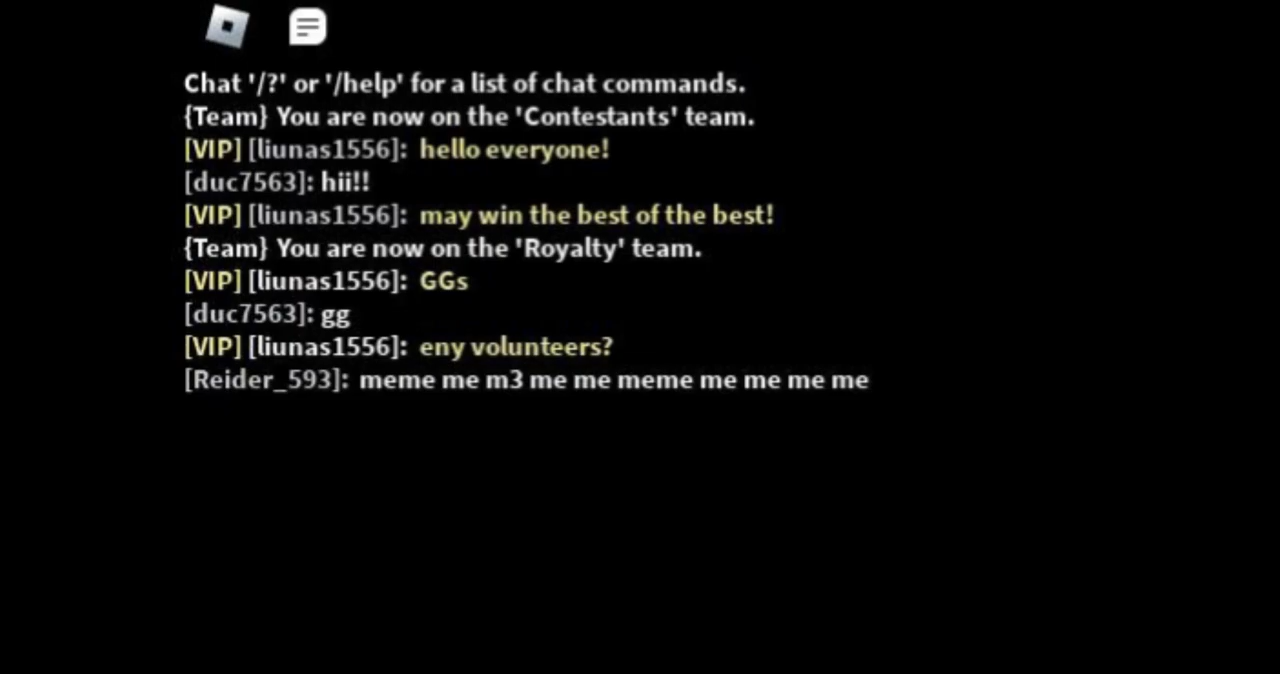 Chat '/?' or '/help' for a list of chat commands.
{Team} You are now on the 'Contestants' team.
[VIP] [liunas1556]: hello everyone!
[duc7563]: hii!!
[VIP] [liunas1556]: may win the best of the best!
{Team} You are now on the 'Royalty' team.
[VIP] [liunas1556]: GGs
[duc7563]: gg
[VIP] [liunas1556]: eny volunteers?
[Reider_593]: meme me m3 me me meme me me me me